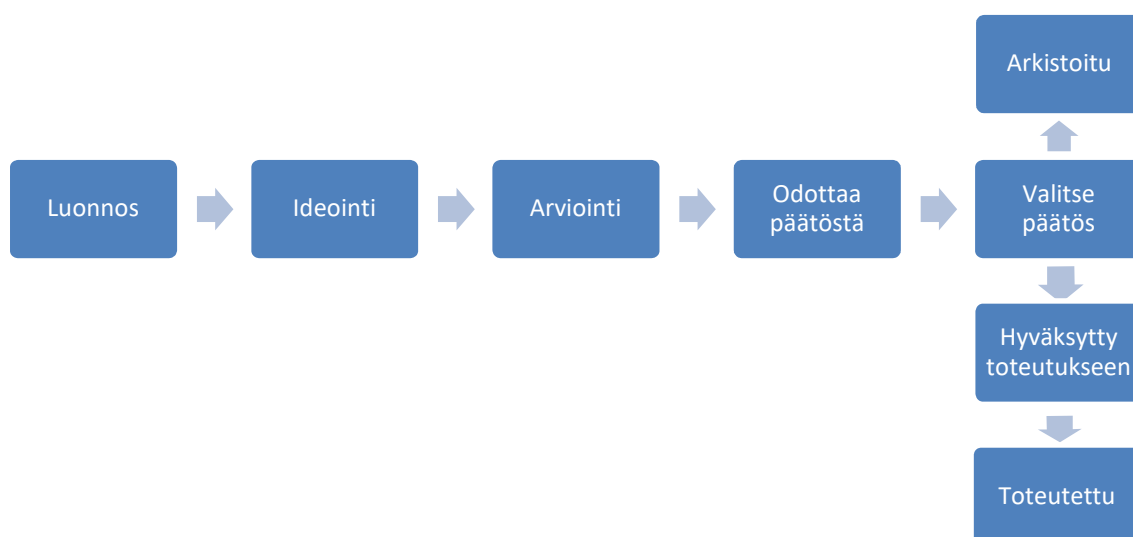 Luonnos
Ideointi
Arviointi
Odottaa
päätöstä
Valitse
päätös
Arkistoitu
Hyväksytty
toteutukseen
Toteutettu